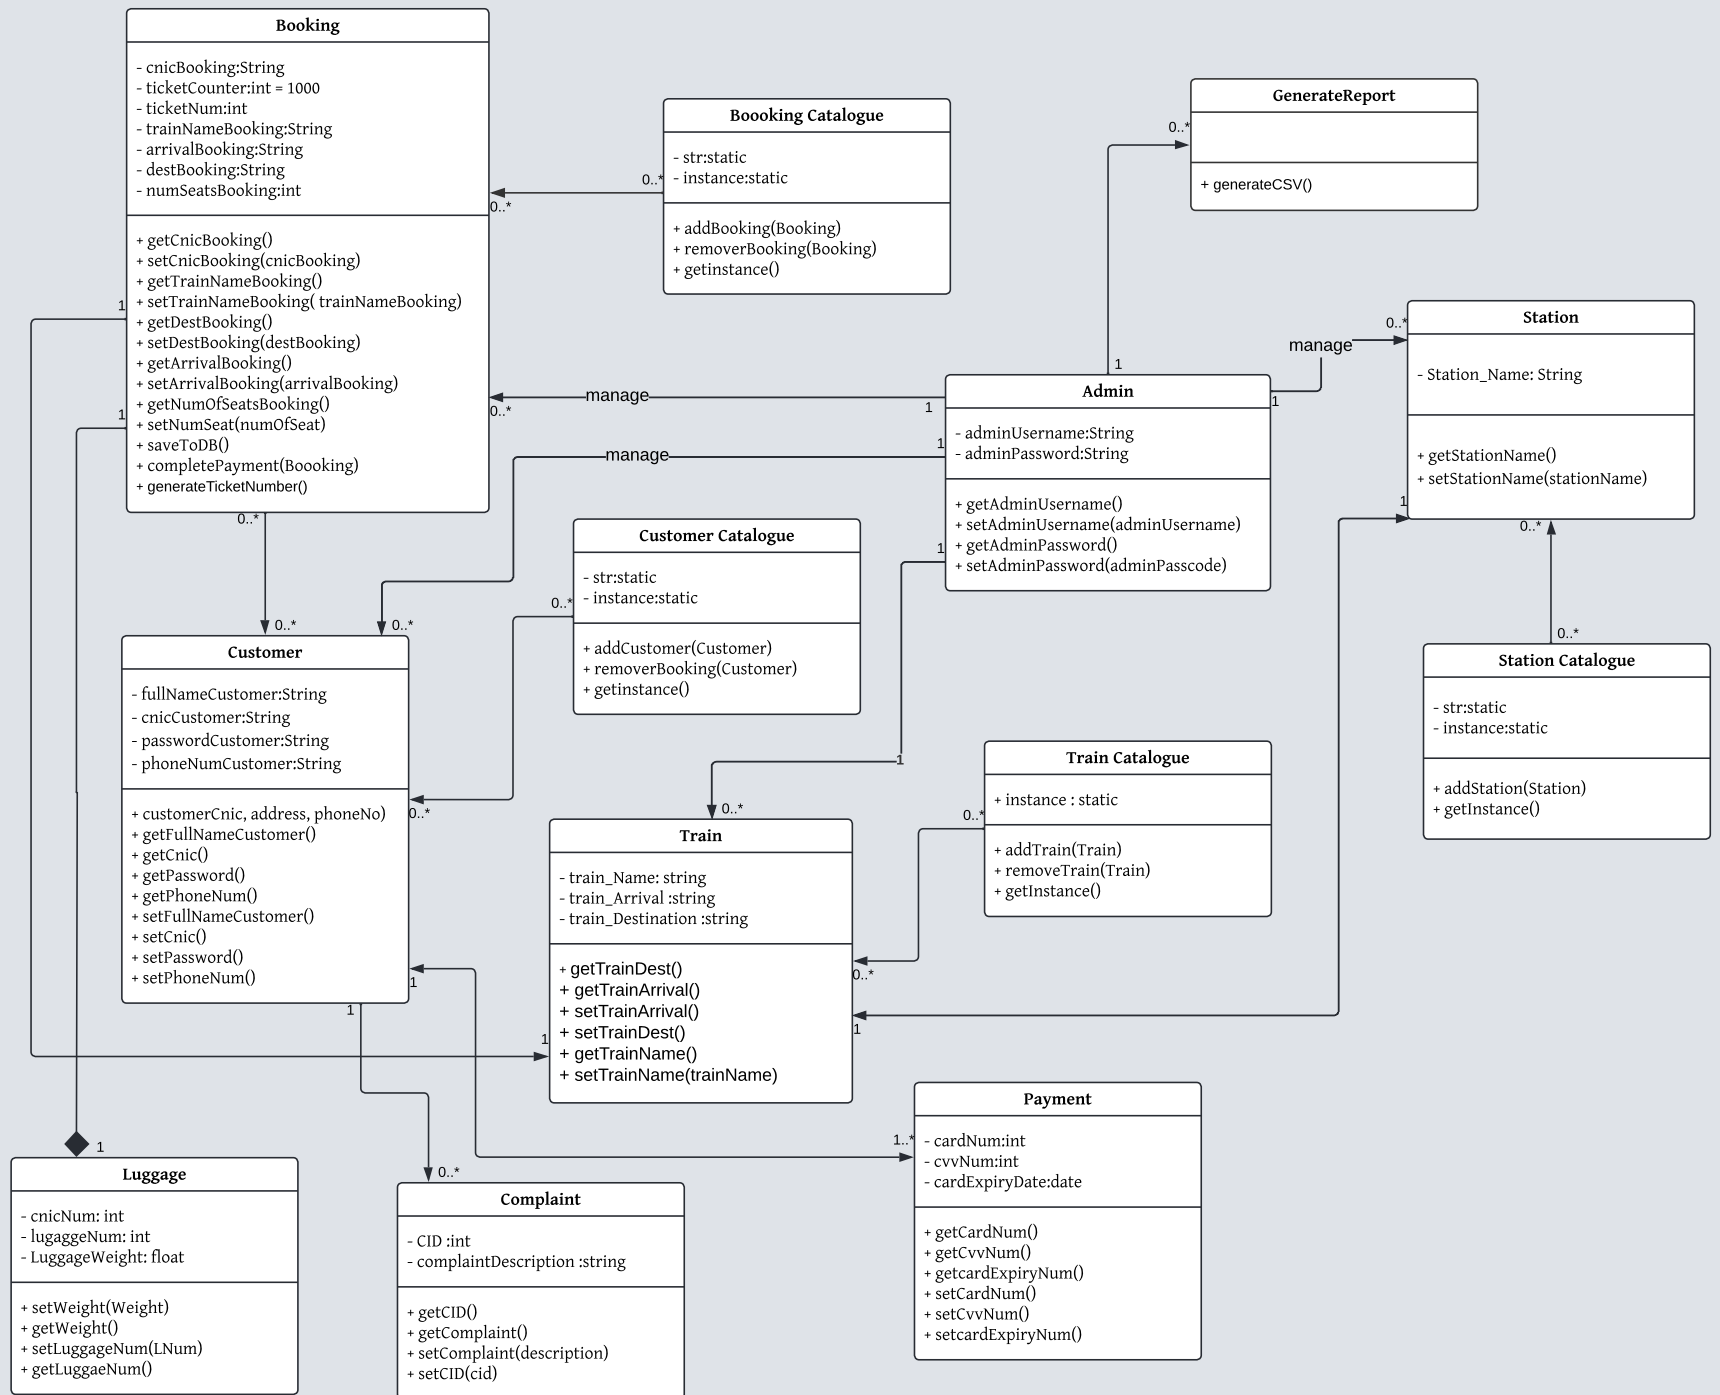 Booking
- cnicBooking:String
- ticketCounter:int = 1000
- ticketNum:int
- trainNameBooking:String
- arrivalBooking:String
- destBooking:String
- numSeatsBooking:int
+ getCnicBooking()
+ setCnicBooking(cnicBooking)
+ getTrainNameBooking()
+ setTrainNameBooking( trainNameBooking)
+ getDestBooking()
+ setDestBooking(destBooking)
+ getArrivalBooking()
+ setArrivalBooking(arrivalBooking)
+ getNumOfSeatsBooking()
+ setNumSeat(numOfSeat)
+ saveToDB()
+ completePayment(Boooking)
+ generateTicketNumber()
1
1
0..*
0..*
0..*
0..*
Boooking Catalogue
- str:static
- instance:static
+ addBooking(Booking)
+ removerBooking(Booking)
+ getinstance()
0..*
GenerateReport
+ generateCSV()
1
manage
1
manage
1
1
Admin
- adminUsername:String
- adminPassword:String
+ getAdminUsername()
+ setAdminUsername(adminUsername)
+ getAdminPassword()
+ setAdminPassword(adminPasscode)
1
manage
0..*
Station
- Station_Name: String
+ getStationName()
+ setStationName(stationName)
1
0..*
0..*
Station Catalogue
- str:static
- instance:static
+ addStation(Station)
+ getInstance()
0..*
Customer Catalogue
- str:static
- instance:static
+ addCustomer(Customer)
+ removerBooking(Customer)
+ getinstance()
0..*
0..*
Customer
- fullNameCustomer:String
- cnicCustomer:String
- passwordCustomer:String
- phoneNumCustomer:String
+ customerCnic, address, phoneNo)
+ getFullNameCustomer()
+ getCnic()
+ getPassword()
+ getPhoneNum()
+ setFullNameCustomer()
+ setCnic()
+ setPassword()
+ setPhoneNum()
0..*
1
1
1
0..*
Train
- train_Name: string
- train_Arrival :string
- train_Destination :string
+ getTrainDest()
+ getTrainArrival()
+ setTrainArrival()
+ setTrainDest()
+ getTrainName()
+ setTrainName(trainName)
1
0..*
1
0..*
Train Catalogue
+ instance : static
+ addTrain(Train)
+ removeTrain(Train)
+ getInstance()
1
Luggage
- cnicNum: int
- lugaggeNum: int
- LuggageWeight: float
+ setWeight(Weight)
+ getWeight()
+ setLuggageNum(LNum)
+ getLuggaeNum()
0..*
Complaint
- CID :int
- complaintDescription :string
+ getCID()
+ getComplaint()
+ setComplaint(description)
+ setCID(cid)
1..*
Payment
- cardNum:int
- cvvNum:int
- cardExpiryDate:date
+ getCardNum()
+ getCvvNum()
+ getcardExpiryNum()
+ setCardNum()
+ setCvvNum()
+ setcardExpiryNum()